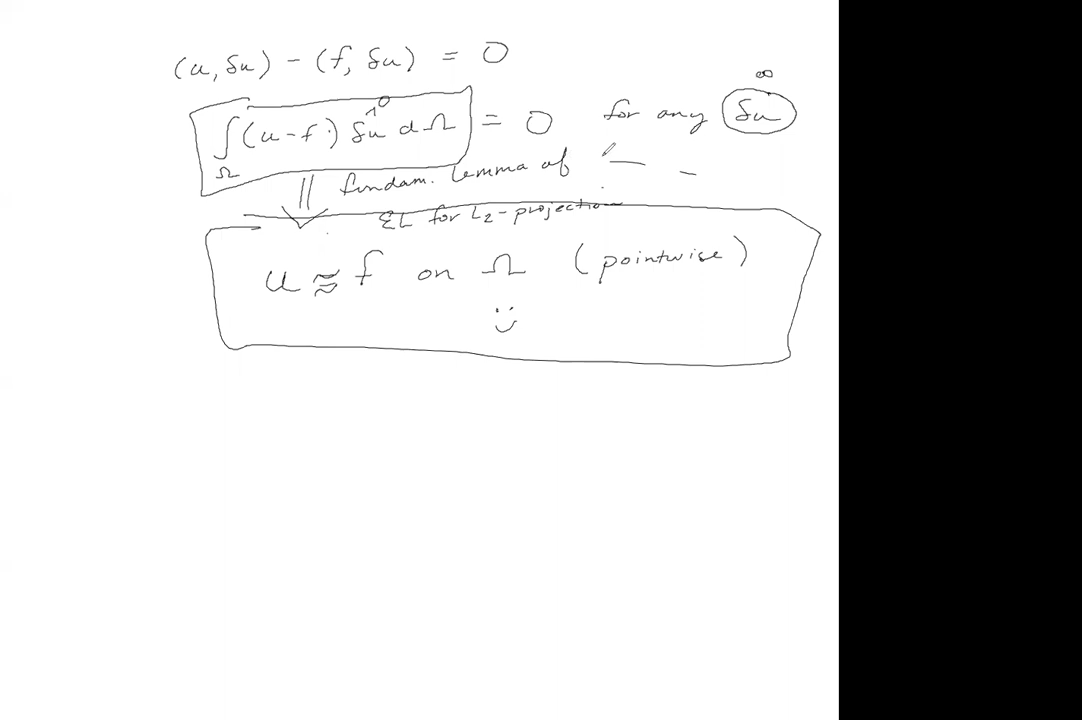 (u, δu) - (f, δu) = 0
∞
∫_Ω (u - f) δu dΩ = 0 for any δu
fundam. Lemma of
EL for L₂-projection
u ≈ f on Ω (pointwise)